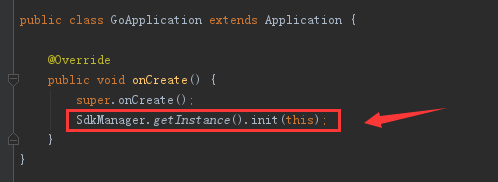 public class GoApplication extends Application {
@Override
public void onCreate() {
super.onCreate();
SdkManager.getInstance().init(this);
}
}